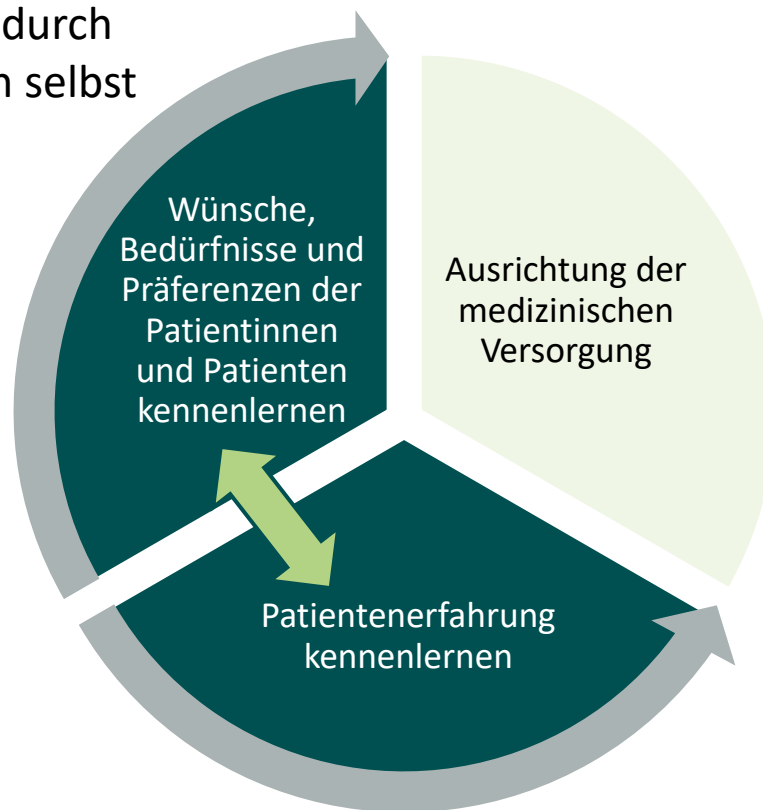 durch
selbst
Wünsche,
Bedürfnisse und
Präferenzen der
Patientinnen
und Patienten
kennenlernen
Ausrichtung der
medizinischen
Versorgung
Patientenerfahrung
kennenlernen